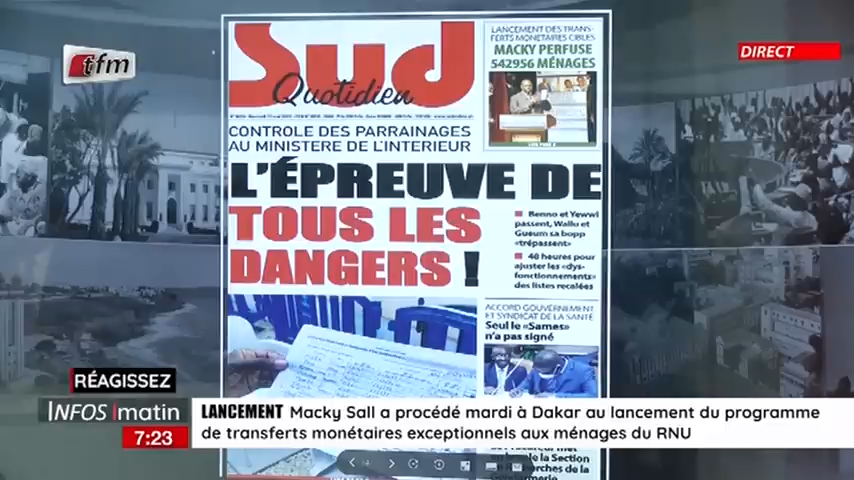 tfm
DIRECT
Sud
Quotidien
LANCEMENT DES TRANS-
FERTS MONETAIRES CIBLES
MACKY PERFUSE
542956 MÉNAGES
CONTROLE DES PARRAINAGES
AU MINISTERE DE L'INTERIEUR
L'ÉPREUVE DE
TOUS LES
DANGERS !
Benno et Yewwi
passent, Wallu et
Gueum sa bopp
«trépassent»
48 heures pour
ajuster les «dys-
fonctionnements»
des listes recalées
ACCORD GOUVERNEMENT
ET SYNDICAT DE LA SANTÉ
Seul le «Sames»
n'a pas signé
RÉAGISSEZ
INFOS matin
7:23
LANCEMENT Macky Sall a procédé mardi à Dakar au lancement du programme
de transferts monétaires exceptionnels aux ménages du RNU
la Section